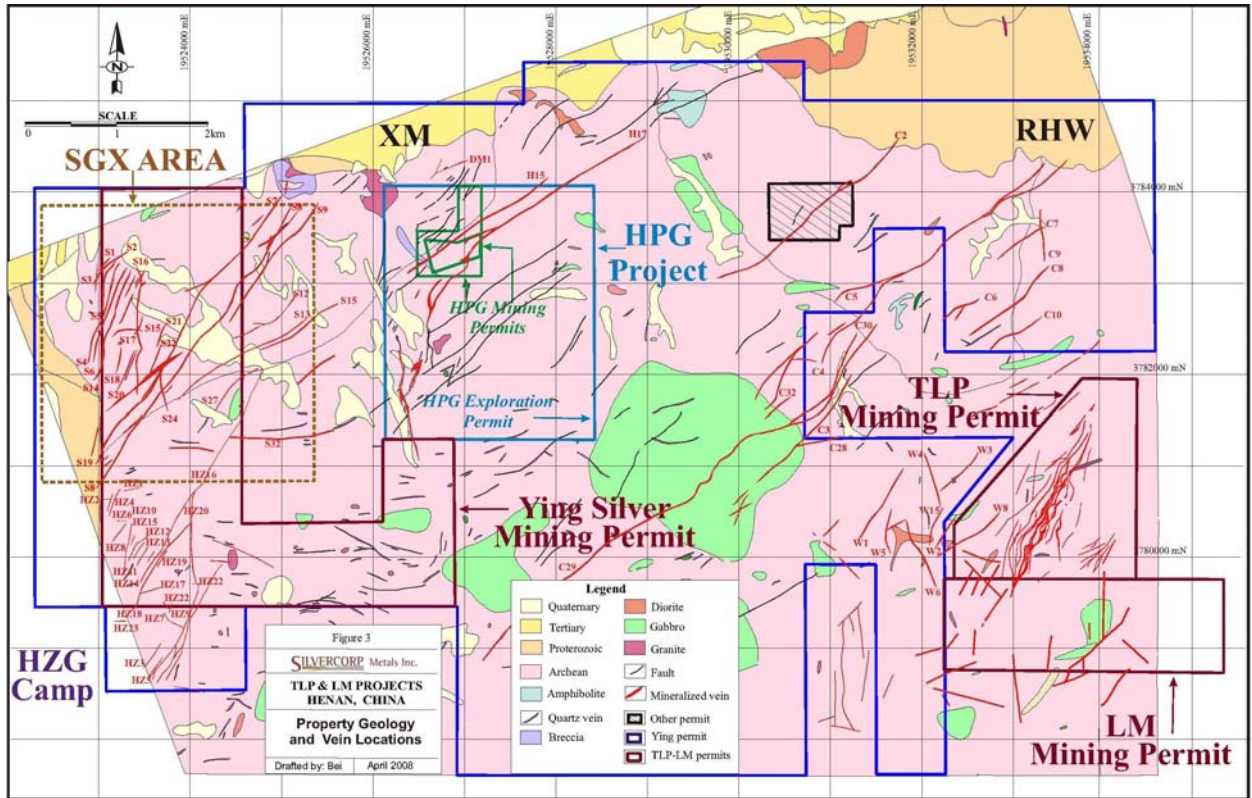 19524000 mE
19526000 mE
19528000 mE
19530000 mE
19532000 mE
19534000 mE
N
SCALE
0 1 2km
XM
RHW
SGX AREA
DM1
H15
H17
C2
3784000 mN
S7
S8
S9
HPG
Project
HPG Mining
Permits
HPG Exploration
Permit
S1
S2
S16
S3
S5
S15
S21
S17
S22
S12
S13
S15
S4
S6
S14
S18
S20
S24
S27
S32
S19
S8
C7
C9
C8
C5
C6
C10
C30
C4
C32
C3
C28
3782000 mN
TLP
Mining Permit
HZ16
HZ2
HZ4
HZ6
HZ10
HZ15
HZ20
HZ12
HZ8
HZ19
HZ17
HZ22
HZ22
HZ18
HZ7
HZ9
HZ23
HZ3
Ying Silver
Mining Permit
W4
W3
W15
W8
W1
W5
W2
W6
C29
3780000 mN
HZG
Camp
Figure 3
SILVERCORP Metals Inc.
TLP & LM PROJECTS
HENAN, CHINA
Property Geology
and Vein Locations
Drafted by: Bei April 2008
Legend
Quaternary
Tertiary
Proterozoic
Archean
Amphibolite
Quartz vein
Breccia
Diorite
Gabbro
Granite
Fault
Mineralized vein
Other permit
Ying permit
TLP-LM permits
LM
Mining Permit